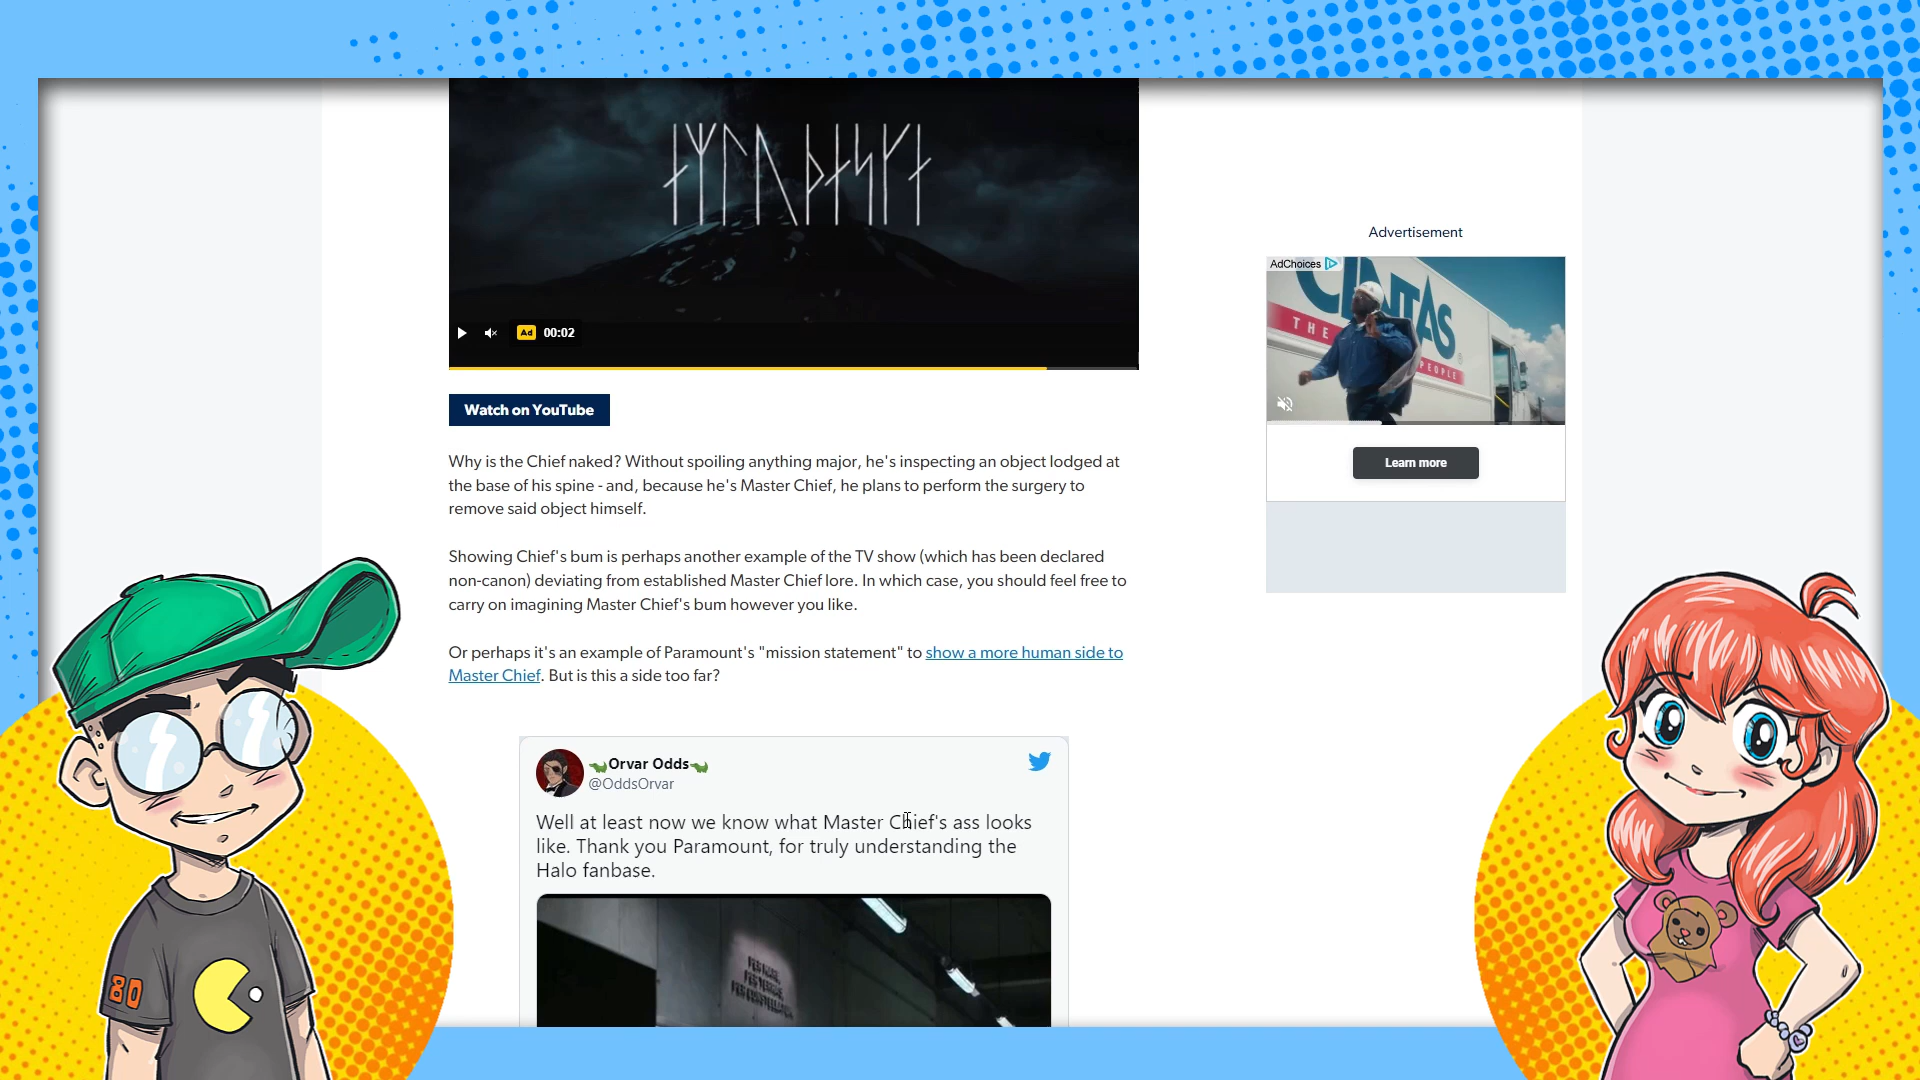 ᚾᛉᛚᚢ ᚦᚨᛋᚴᚨ
Advertisement
AdChoices
CINTAS
THE
PEOPLE
Ad 00:02
Watch on YouTube
Learn more
Why is the Chief naked? Without spoiling anything major, he's inspecting an object lodged at
the base of his spine - and, because he's Master Chief, he plans to perform the surgery to
remove said object himself.
Showing Chief's bum is perhaps another example of the TV show (which has been declared
non-canon) deviating from established Master Chief lore. In which case, you should feel free to
carry on imagining Master Chief's bum however you like.
Or perhaps it's an example of Paramount's "mission statement" to show a more human side to
Master Chief. But is this a side too far?
Orvar Odds
@OddsOrvar
Well at least now we know what Master Chief's ass looks
like. Thank you Paramount, for truly understanding the
Halo fanbase.
80